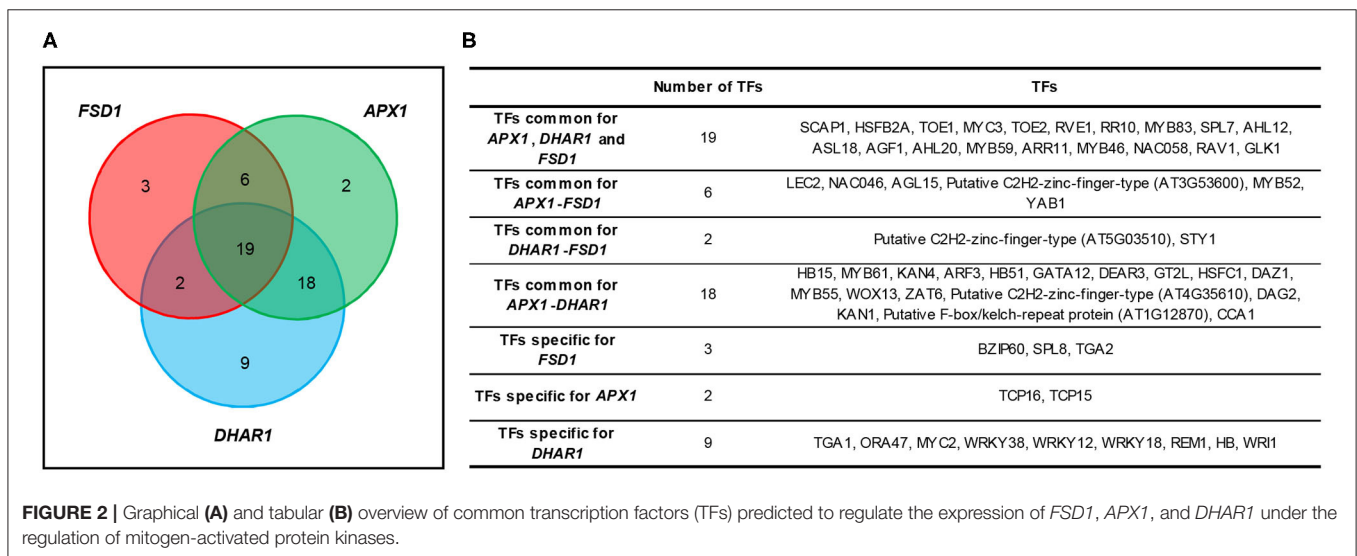 A
FSD1
APX1
3
6
2
19
2
18
9
DHAR1
B
Number of TFs
TFs
TFs common for
APX1, DHAR1 and
FSD1
19
SCAP1, HSFB2A, TOE1, MYC3, TOE2, RVE1, RR10, MYB83, SPL7, AHL12,
ASL18, AGF1, AHL20, MYB59, ARR11, MYB46, NAC058, RAV1, GLK1
TFs common for
APX1-FSD1
6
LEC2, NAC046, AGL15, Putative C2H2-zinc-finger-type (AT3G53600), MYB52,
YAB1
TFs common for
DHAR1-FSD1
2
Putative C2H2-zinc-finger-type (AT5G03510), STY1
TFs common for
APX1-DHAR1
18
HB15, MYB61, KAN4, ARF3, HB51, GATA12, DEAR3, GT2L, HSFC1, DAZ1,
MYB55, WOX13, ZAT6, Putative C2H2-zinc-finger-type (AT4G35610), DAG2,
KAN1, Putative F-box/kelch-repeat protein (AT1G12870), CCA1
TFs specific for
FSD1
3
BZIP60, SPL8, TGA2
TFs specific for APX1
2
TCP16, TCP15
TFs specific for
DHAR1
9
TGA1, ORA47, MYC2, WRKY38, WRKY12, WRKY18, REM1, HB, WRI1
FIGURE 2 | Graphical (A) and tabular (B) overview of common transcription factors (TFs) predicted to regulate the expression of FSD1, APX1, and DHAR1 under the
regulation of mitogen-activated protein kinases.